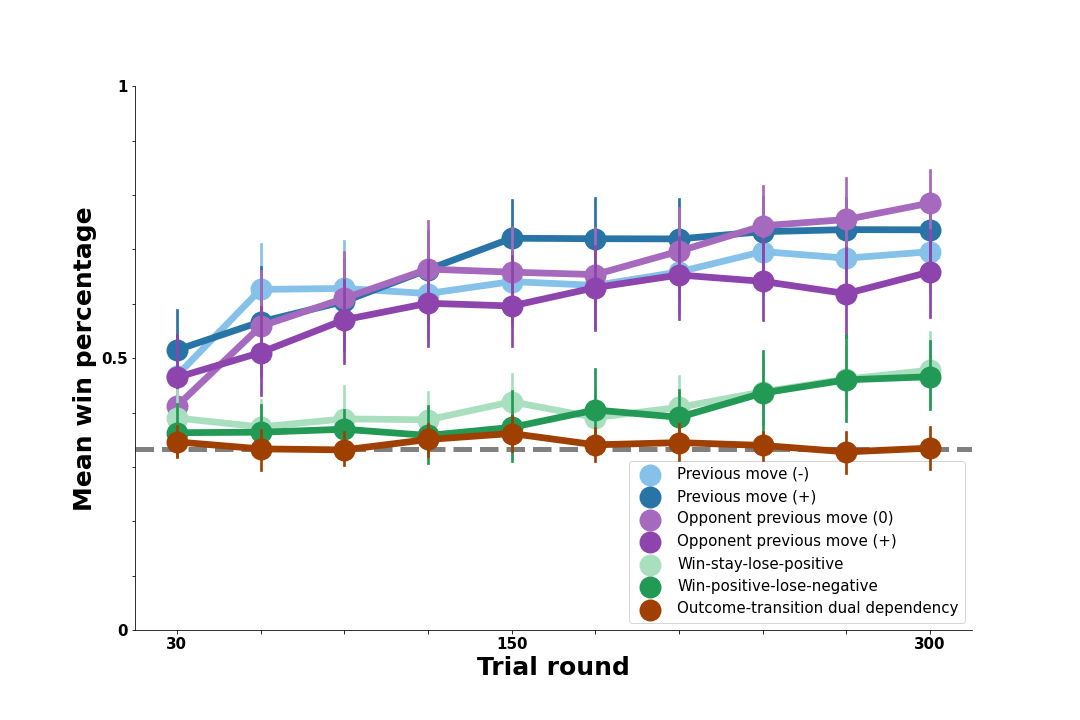 Mean win percentage
1
0.5
0
30
150
300
Trial round
Previous move (-)
Previous move (+)
Opponent previous move (0)
Opponent previous move (+)
Win-stay-lose-positive
Win-positive-lose-negative
Outcome-transition dual dependency